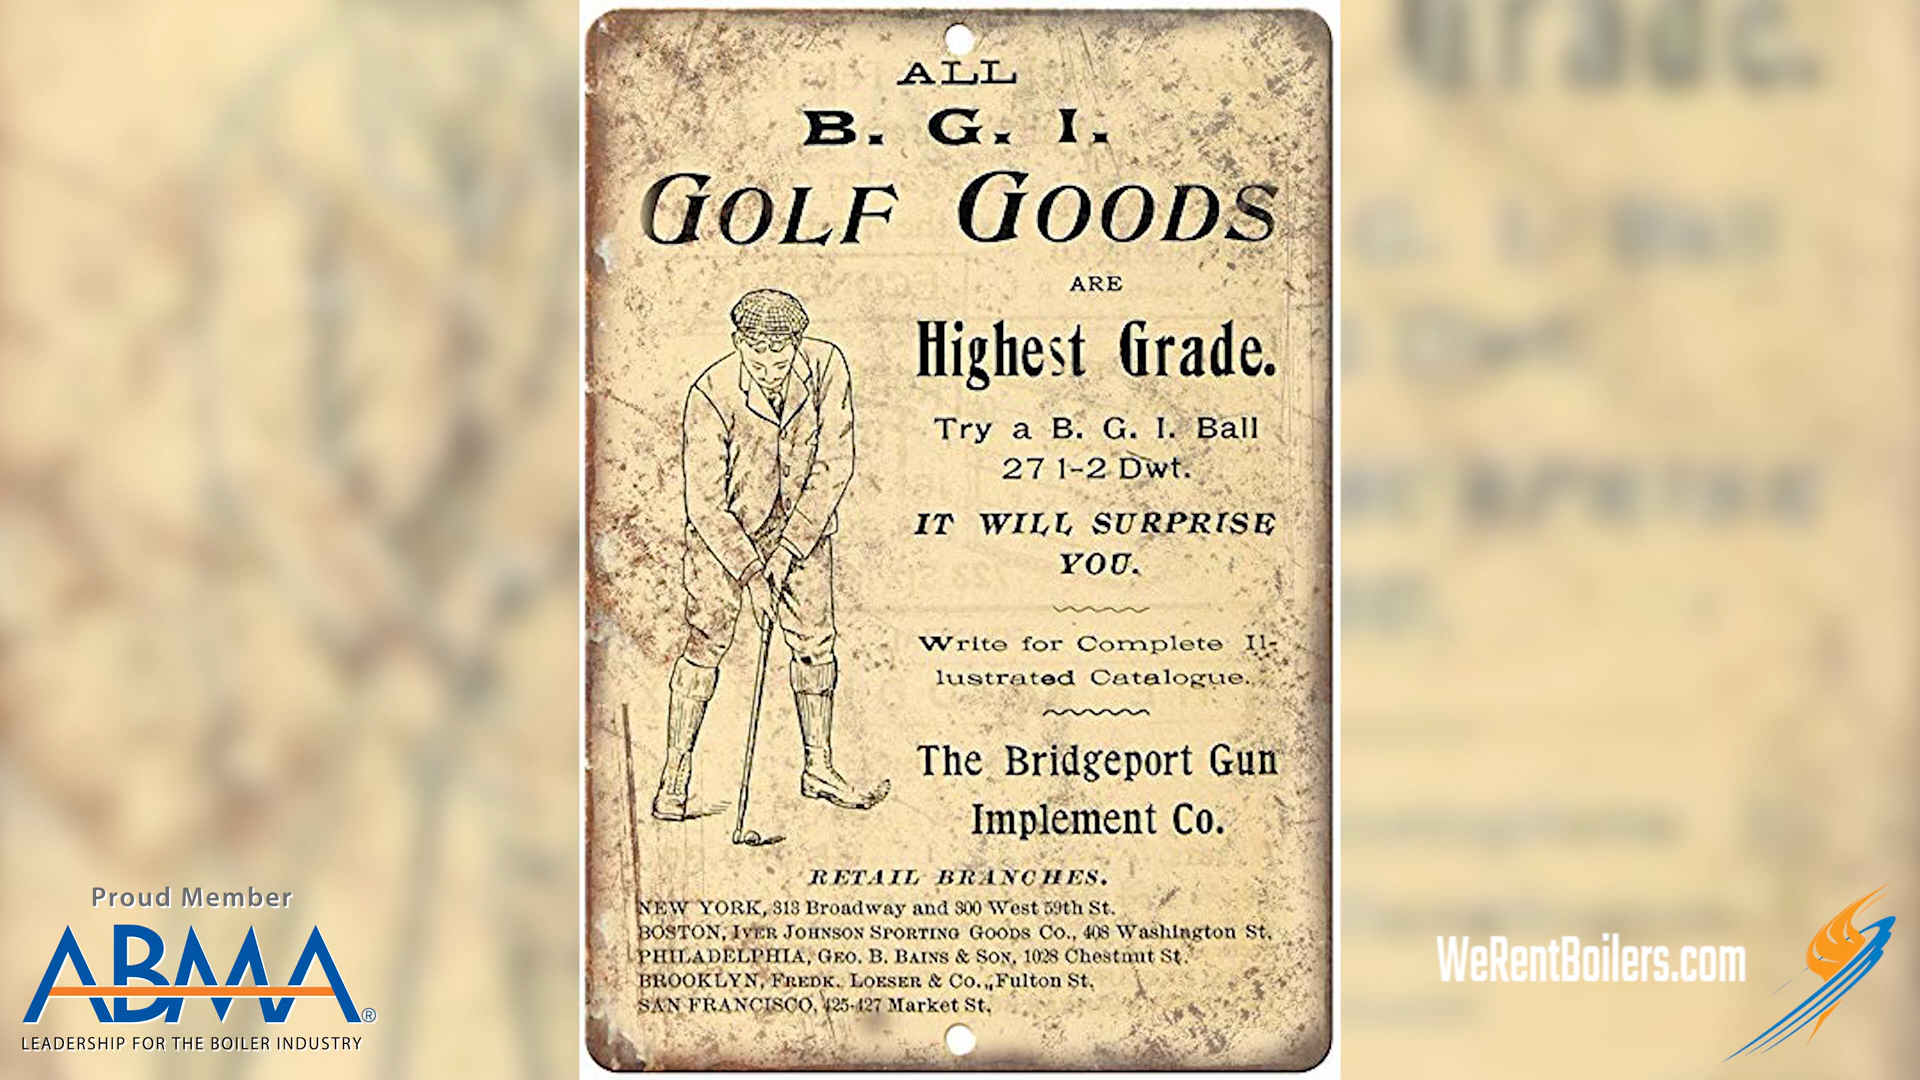 ALL
B. G. I.
GOLF GOODS
ARE
Highest Grade.
Try a B. G. I. Ball
27 1-2 Dwt.
IT WILL SURPRISE
YOU.
Write for Complete Il-
lustrated Catalogue.
The Bridgeport Gun
Implement Co.
RETAIL BRANCHES.
NEW YORK, 313 Broadway and 300 West 59th St.
BOSTON, IVER JOHNSON SPORTING GOODS CO., 408 Washington St.
PHILADELPHIA, GEO. B. BAINS & SON, 1028 Chestnut St.
BROOKLYN, FREDK. LOESER & CO., Fulton St.
SAN FRANCISCO, 425-427 Market St.
Proud Member
ABMA®
LEADERSHIP FOR THE BOILER INDUSTRY
WeRentBoilers.com